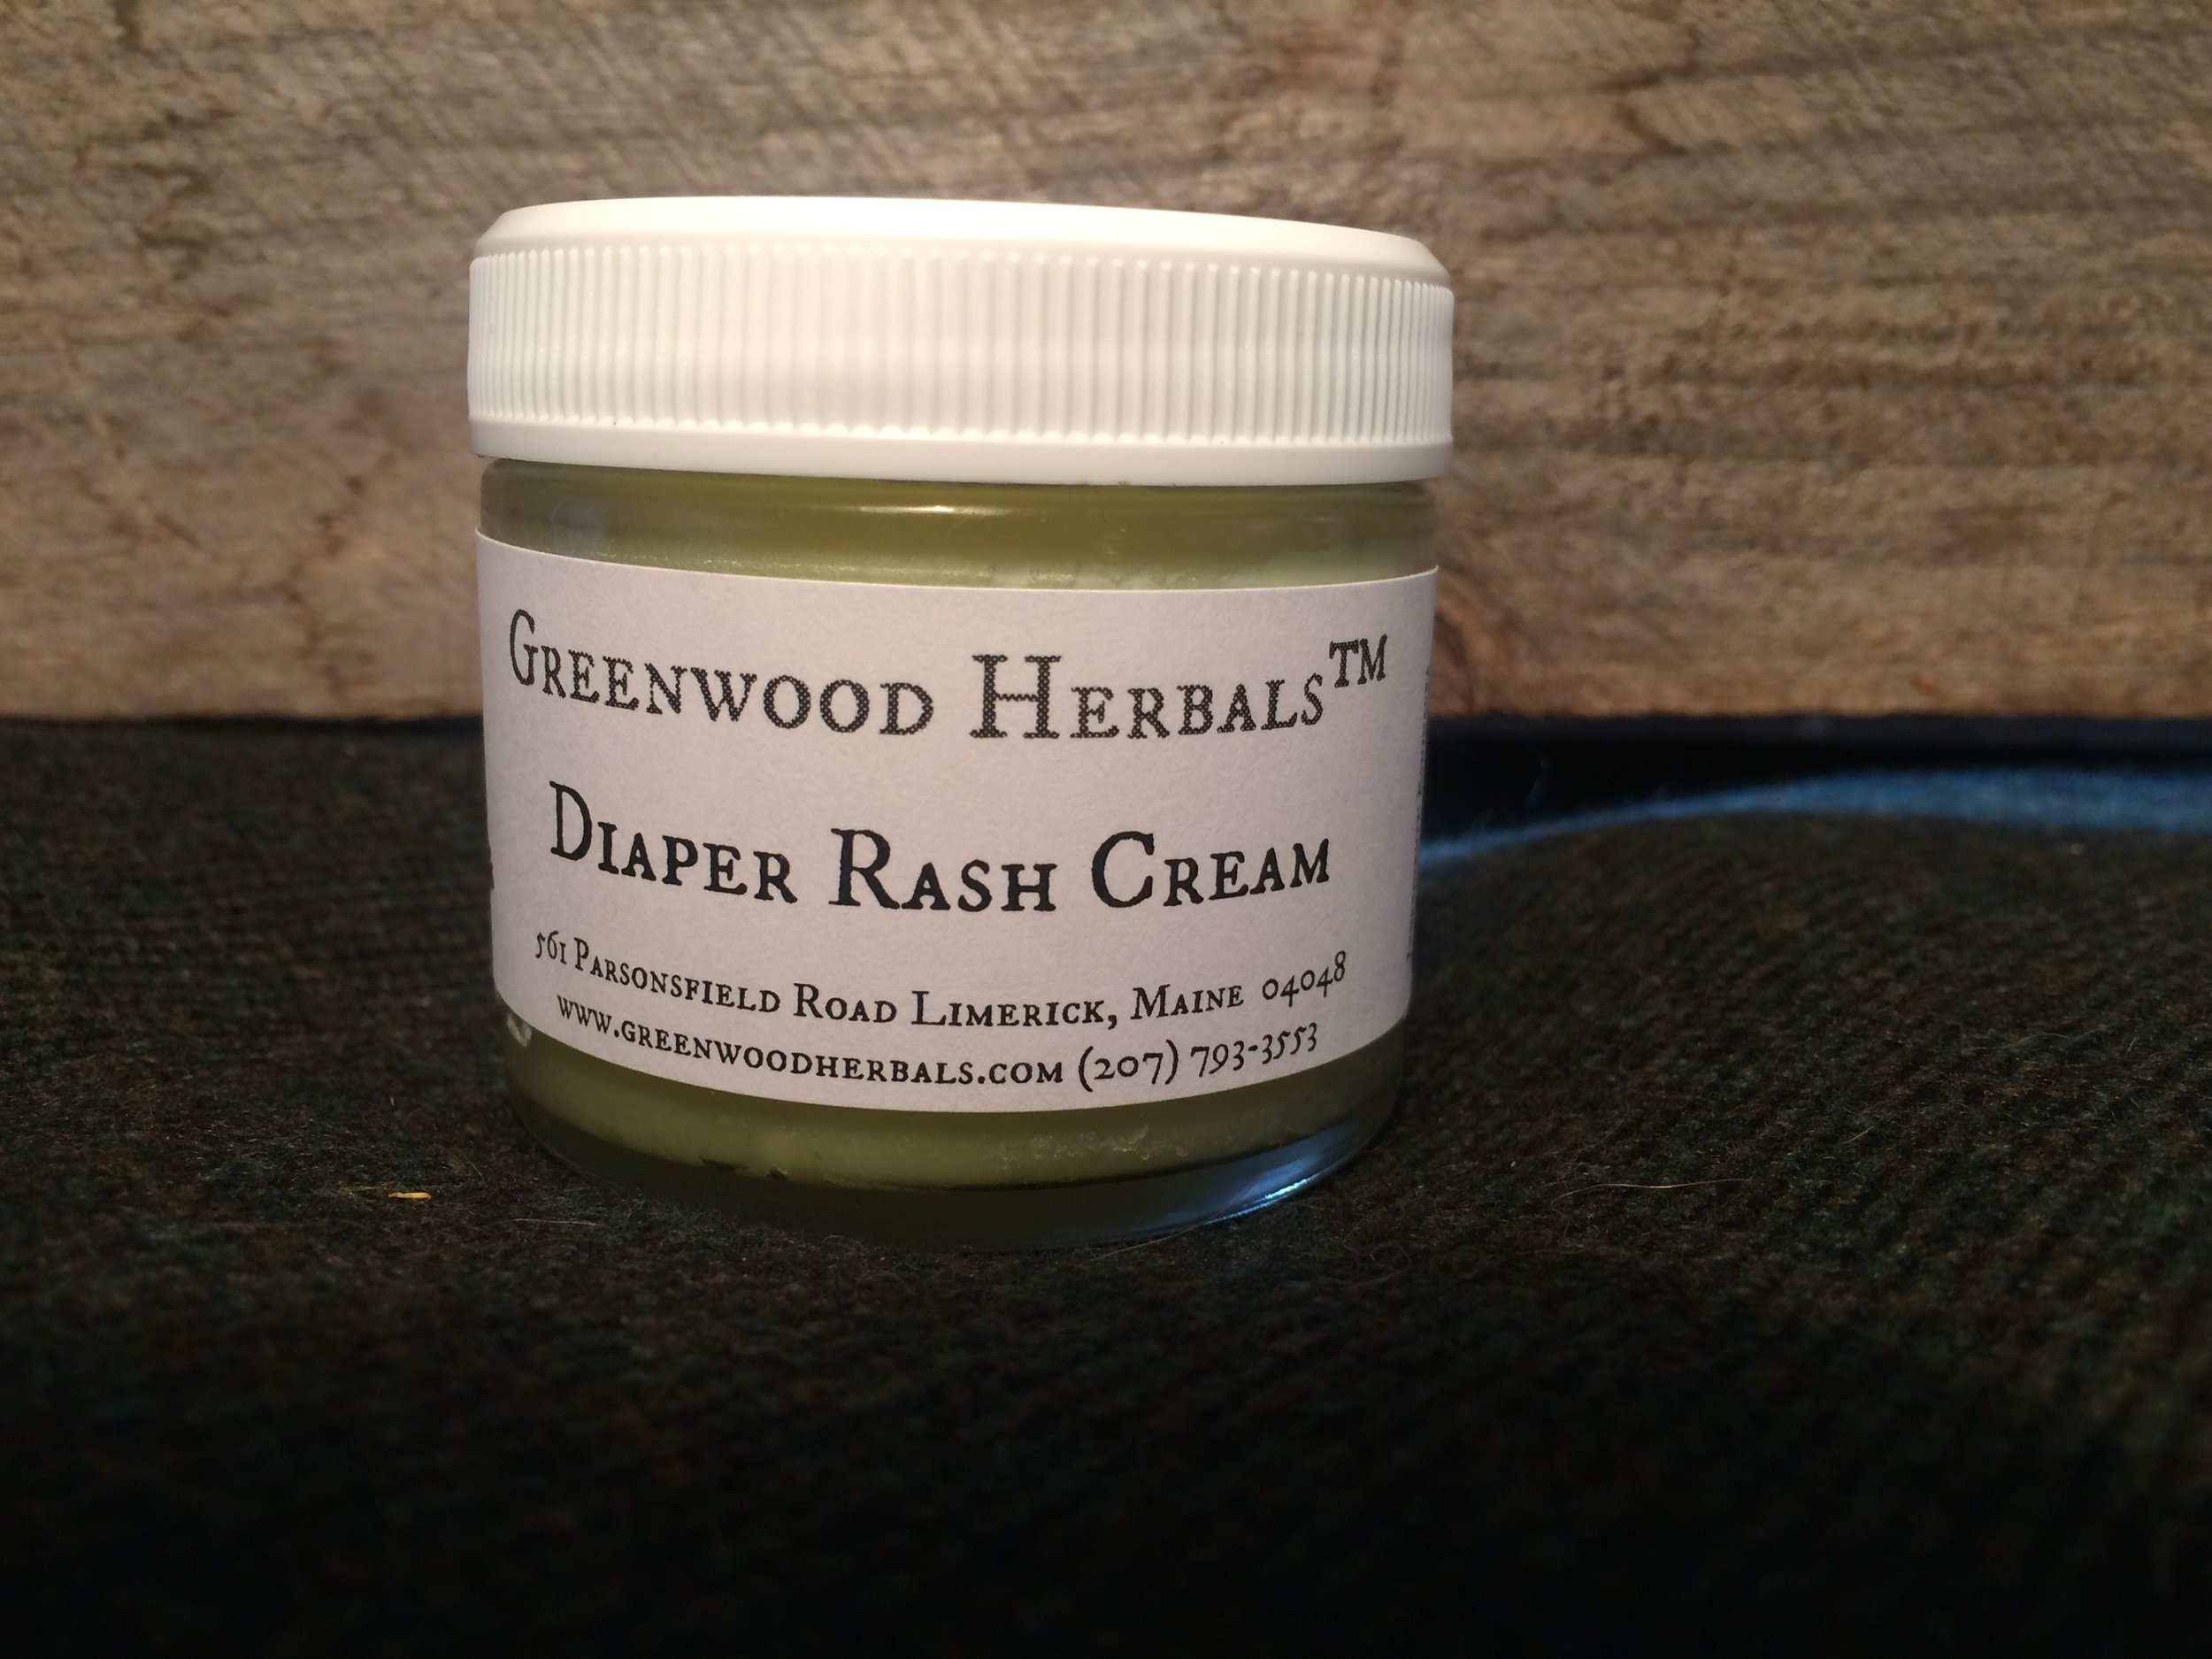 Greenwood Herbals™
Diaper Rash Cream
561 Parsonsfield Road Limerick, Maine 04048
www.greenwoodherbals.com (207) 793-3553